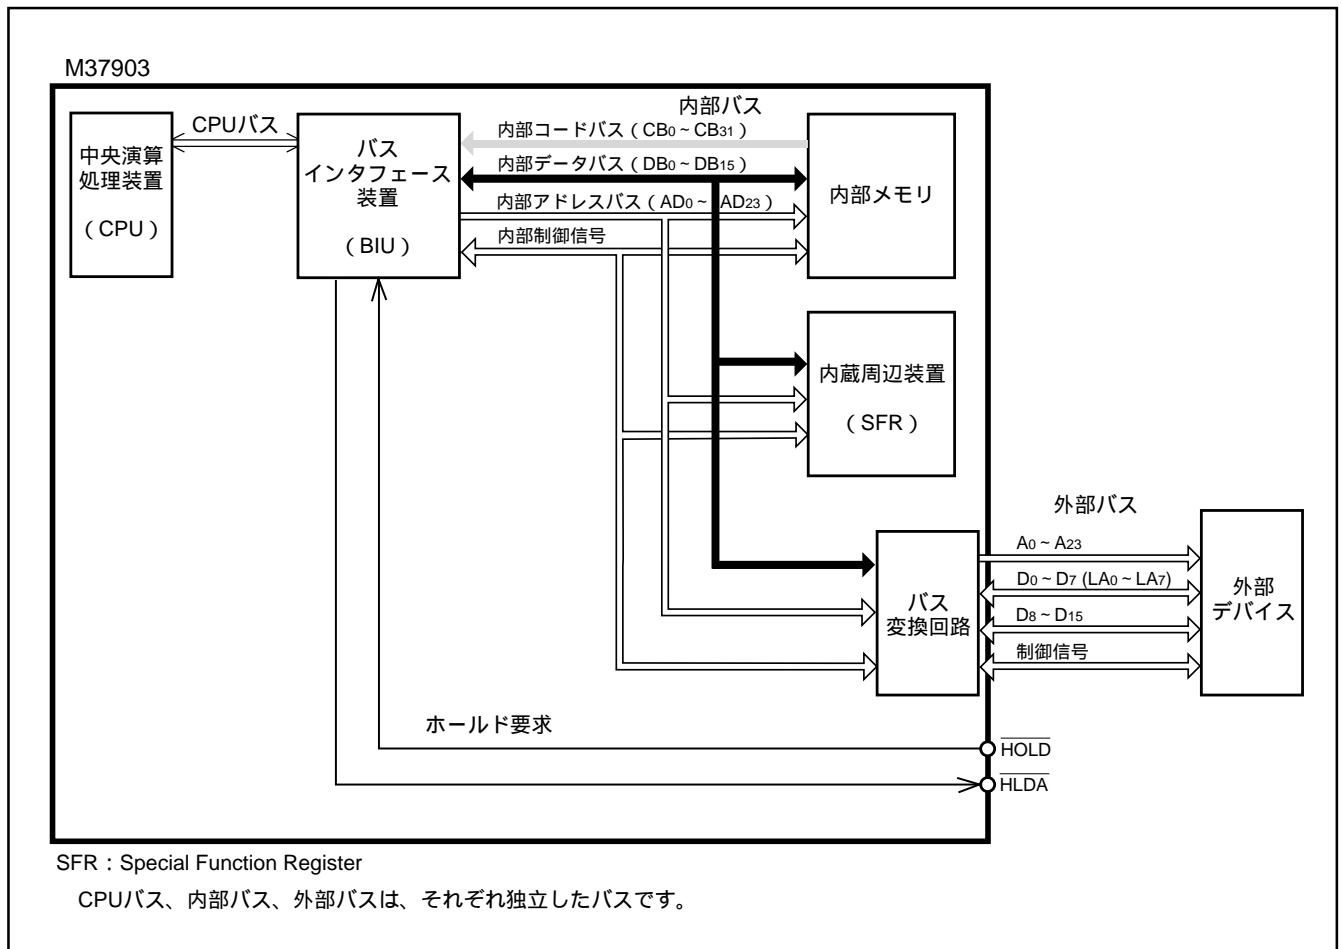 M37903
中央演算
処理装置
( CPU )
CPUバス
バス
インタフェース
装置
( BIU )
内部バス
内部コードバス ( CB0 ~ CB31 )
内部データバス ( DB0 ~ DB15 )
内部アドレスバス ( AD0 ~ AD23 )
内部制御信号
内部メモリ
内蔵周辺装置
( SFR )
バス
変換回路
外部バス
A0 ~ A23
D0 ~ D7 (LA0 ~ LA7)
D8 ~ D15
制御信号
外部
デバイス
ホールド要求
HOLD
HLDA
SFR : Special Function Register
CPUバス、内部バス、外部バスは、それぞれ独立したバスです。